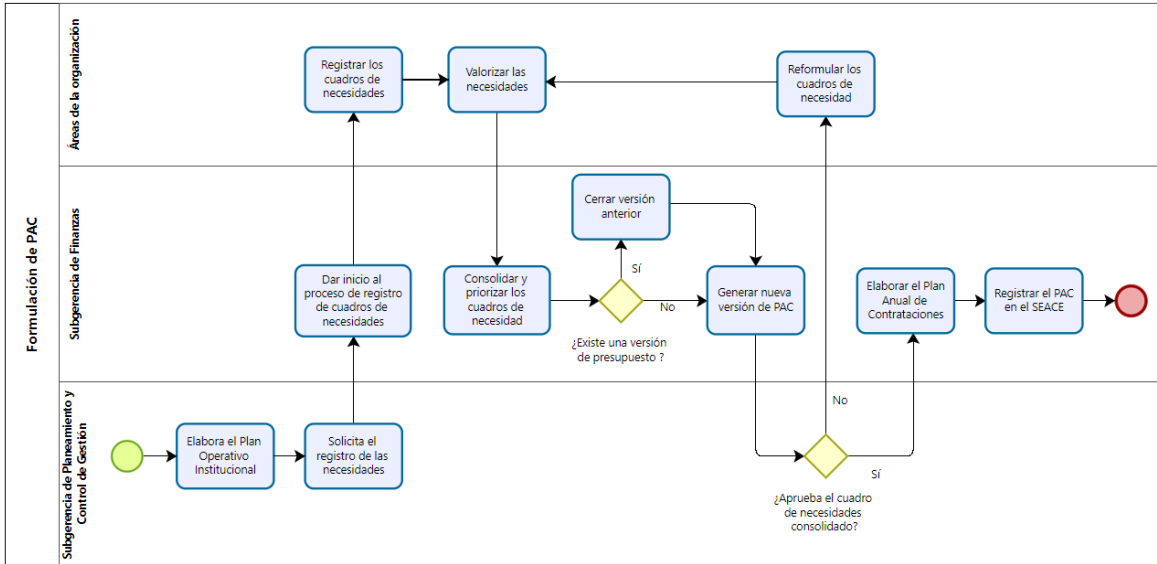 Formulación de PAC
Áreas de la organización
Registrar los
cuadros de
necesidades
Valorizar las
necesidades
Reformular los
cuadros de
necesidad
Subgerencia de Finanzas
Cerrar versión
anterior
Sí
Dar inicio al
proceso de registro
de cuadros de
necesidades
Consolidar y
priorizar los
cuadros de
necesidad
No
¿Existe una versión
de presupuesto ?
Generar nueva
versión de PAC
Elaborar el Plan
Anual de
Contrataciones
Registrar el PAC
en el SEACE
Subgerencia de Planeamiento y
Control de Gestión
Elabora el Plan
Operativo
Institucional
Solicita el
registro de las
necesidades
No
Sí
¿Aprueba el cuadro
de necesidades
consolidado?